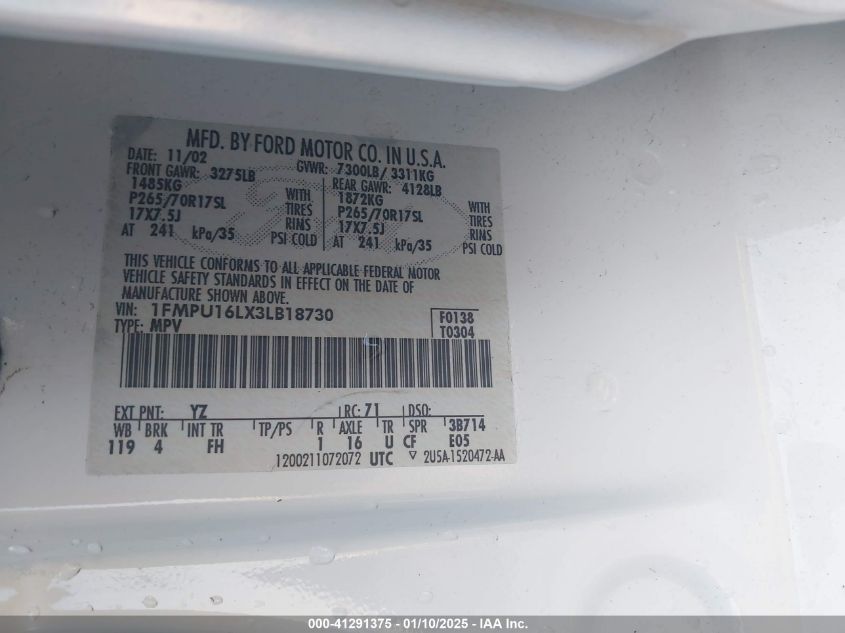 MFD. BY FORD MOTOR CO. IN U.S.A.
DATE: 11/02 GVWR: 7300LB/ 3311KG
FRONT GAWR: 3275LB REAR GAWR: 4128LB
1485KG WITH 1872KG WITH
P265/70R17SL TIRES P265/70R17SL TIRES
17X7.5J RINS 17X7.5J RINS
AT 241 kPa/35 PSI COLD AT 241 kPa/35 PSI COLD
THIS VEHICLE CONFORMS TO ALL APPLICABLE FEDERAL MOTOR
VEHICLE SAFETY STANDARDS IN EFFECT ON THE DATE OF
MANUFACTURE SHOWN ABOVE.
VIN: 1FMPU16LX3LB18730 F0138
TYPE: MPV T0304
EXT PNT: YZ RC: 71 DSO:
WB BRK INT TR TP/PS R AXLE TR SPR 3B714
119 4 FH 1 16 U CF E05
1200211072072 UTC ▽ 2U5A-1520472-AA
000-41291375 - 01/10/2025 - IAA Inc.